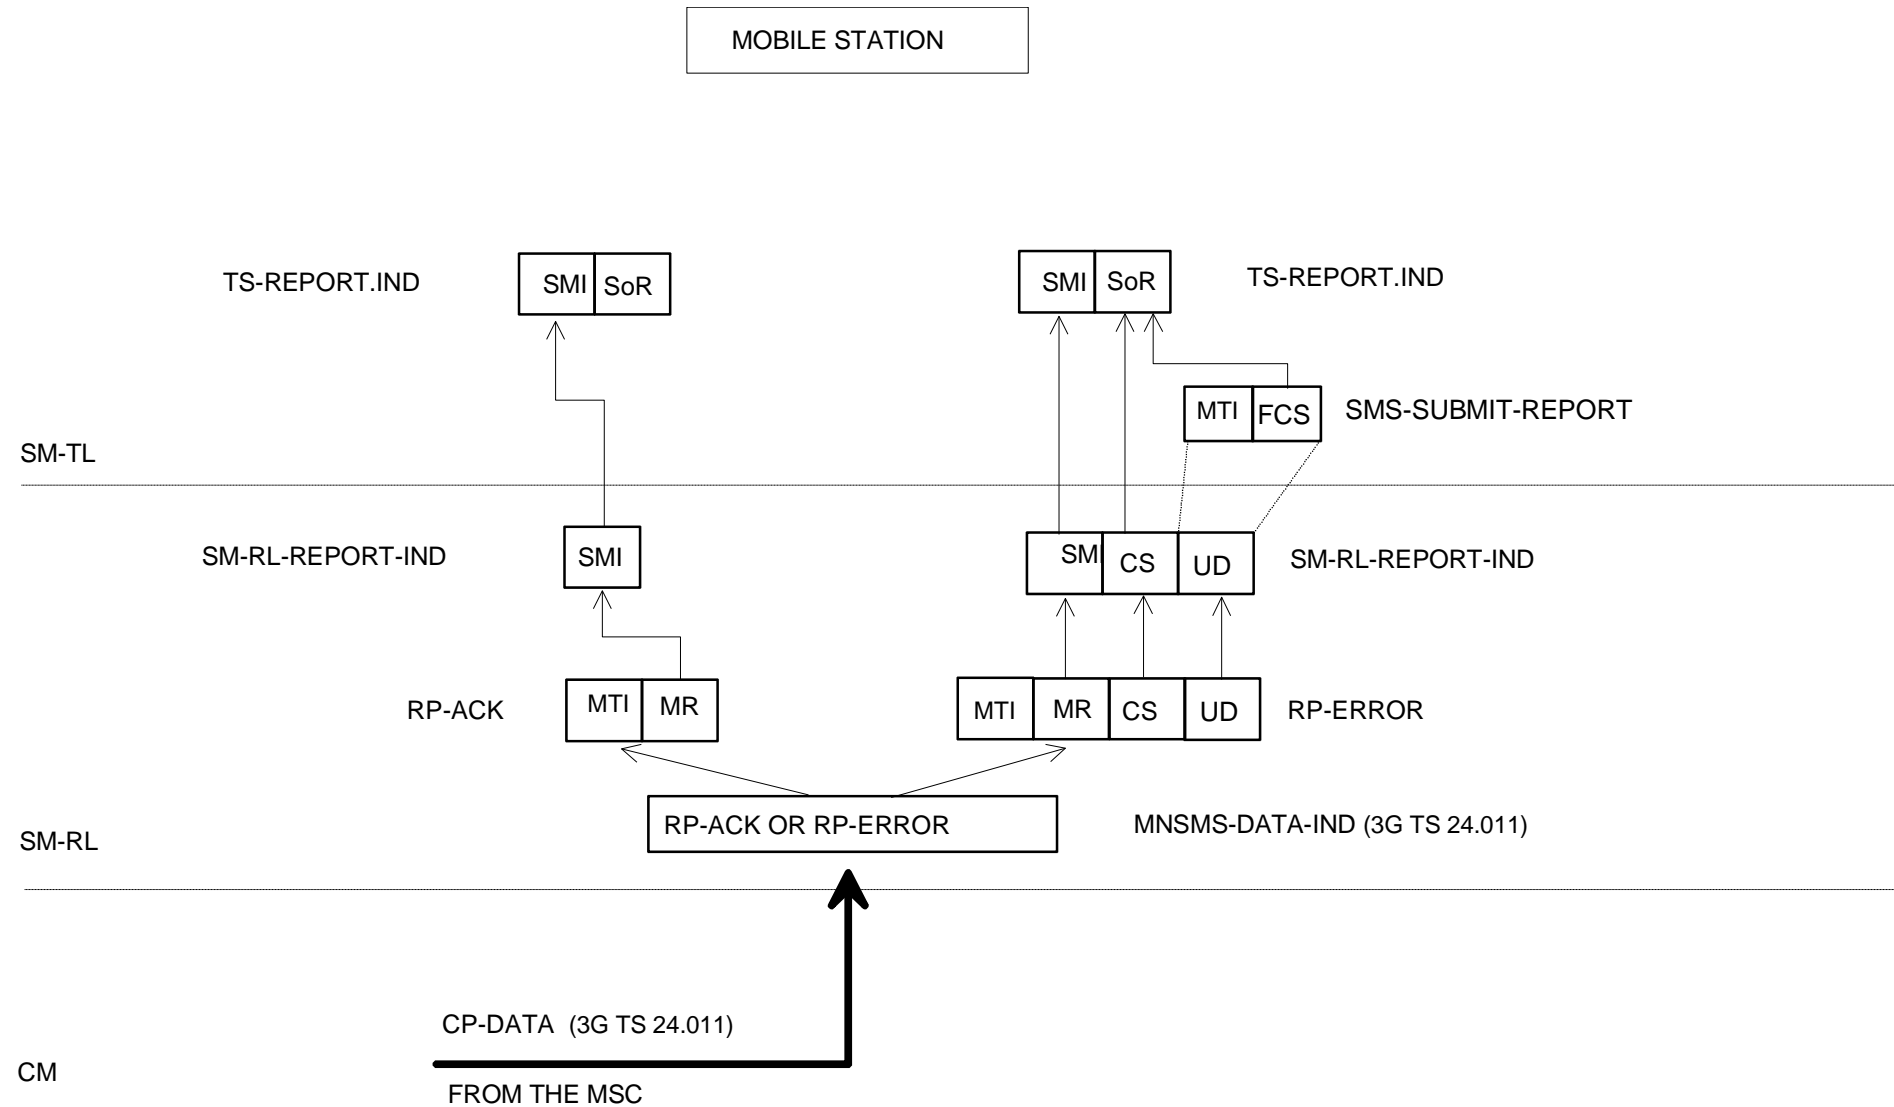 MOBILE STATION
TS-REPORT.IND SMI SoR SMI SoR TS-REPORT.IND
MTI FCS SMS-SUBMIT-REPORT
SM-TL
SM-RL-REPORT-IND SMI SMI CS UD SM-RL-REPORT-IND
RP-ACK MTI MR MTI MR CS UD RP-ERROR
RP-ACK OR RP-ERROR MNSMS-DATA-IND (3G TS 24.011)
SM-RL
CP-DATA (3G TS 24.011)
CM
FROM THE MSC